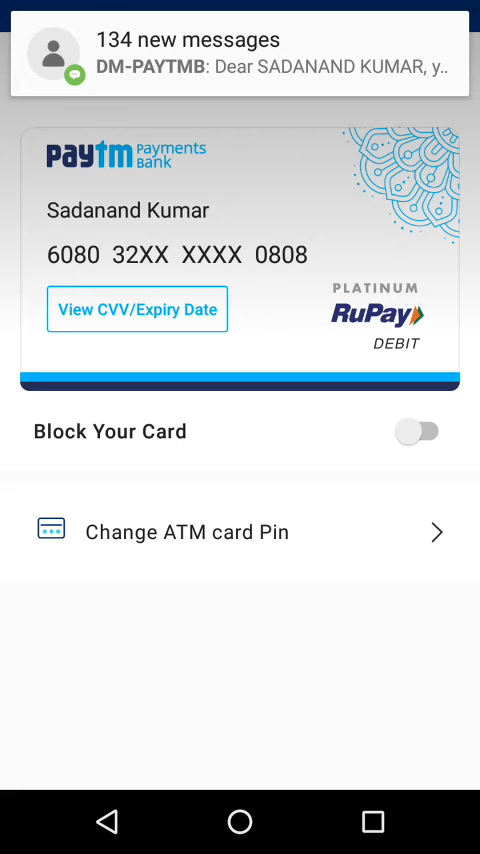 134 new messages
DM-PAYTMB: Dear SADANAND KUMAR, y..
paytm Payments Bank
Sadanand Kumar
6080 32XX XXXX 0808
View CVV/Expiry Date
PLATINUM
RuPay
DEBIT
Block Your Card
Change ATM card Pin